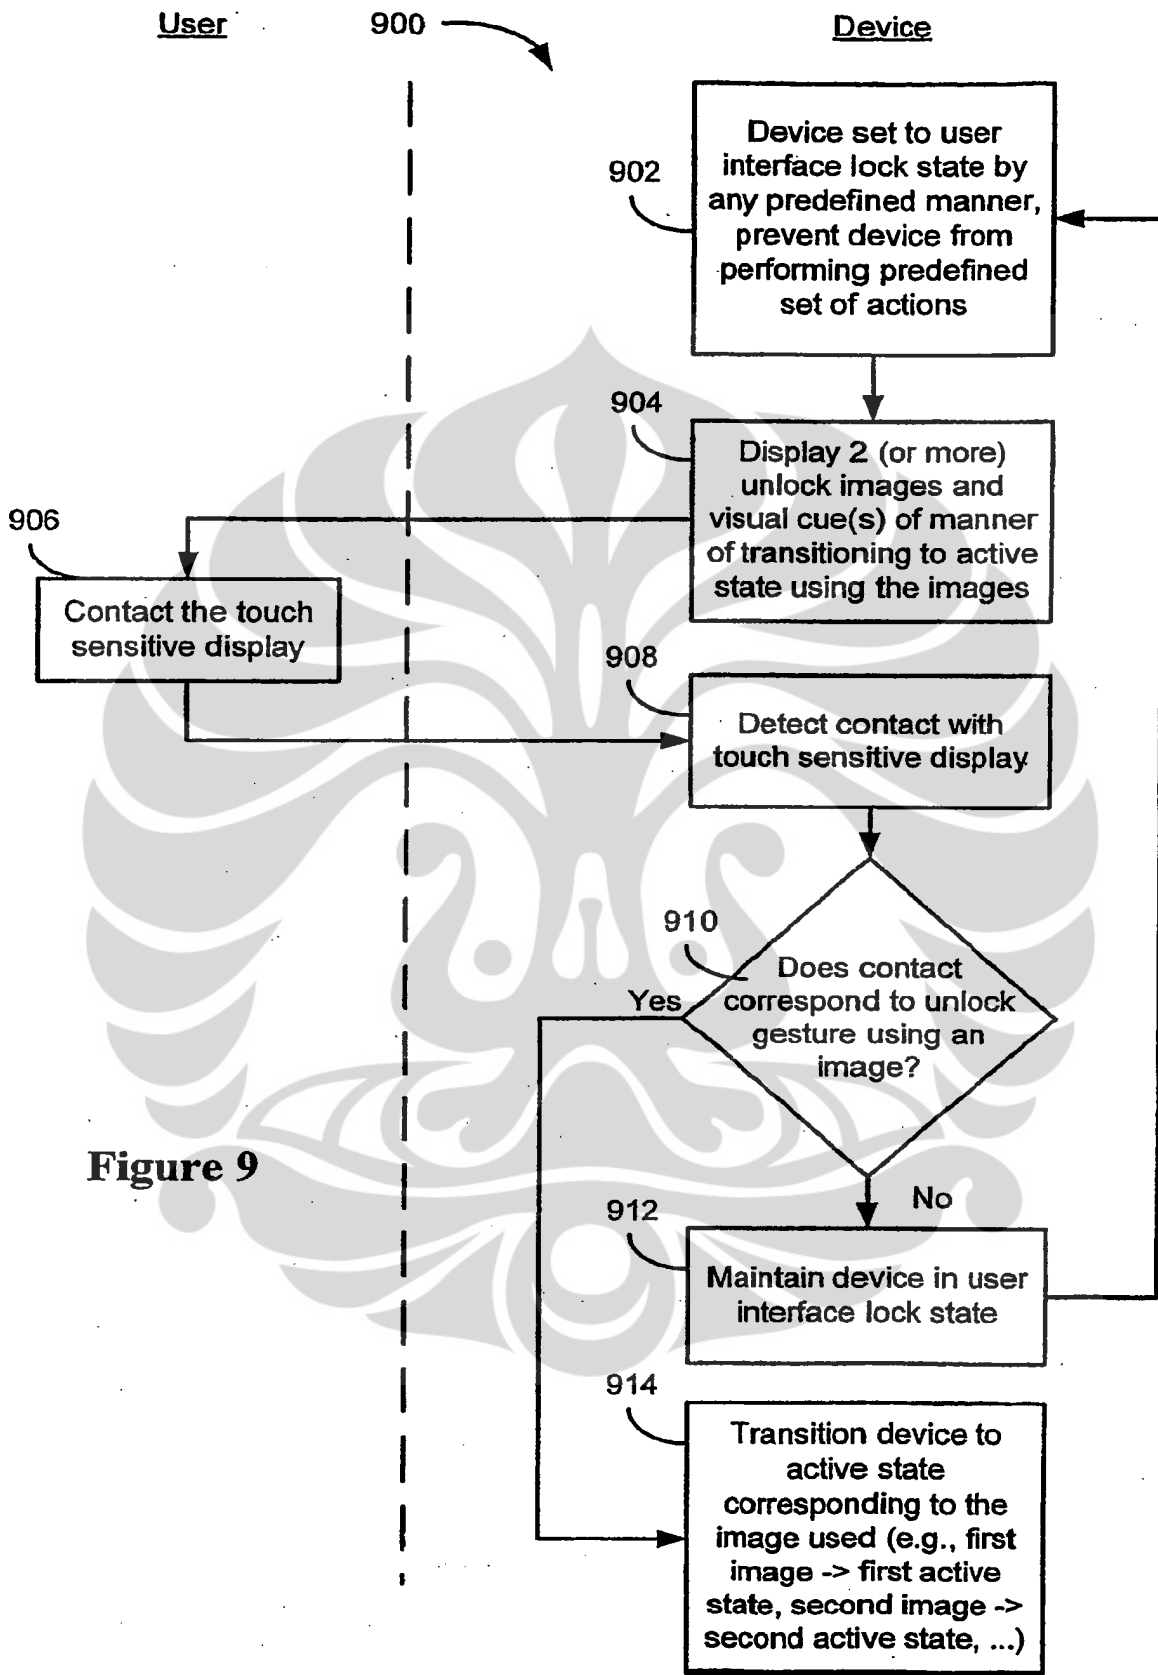 User
900
Device
902
Device set to user
interface lock state by
any predefined manner,
prevent device from
performing predefined
set of actions
904
Display 2 (or more)
unlock images and
visual cue(s) of manner
of transitioning to active
state using the images
906
Contact the touch
sensitive display
908
Detect contact with
touch sensitive display
910
Does contact
correspond to unlock
gesture using an
image?
Yes
No
Figure 9
912
Maintain device in user
interface lock state
914
Transition device to
active state
corresponding to the
image used (e.g., first
image -> first active
state, second image ->
second active state, ...)